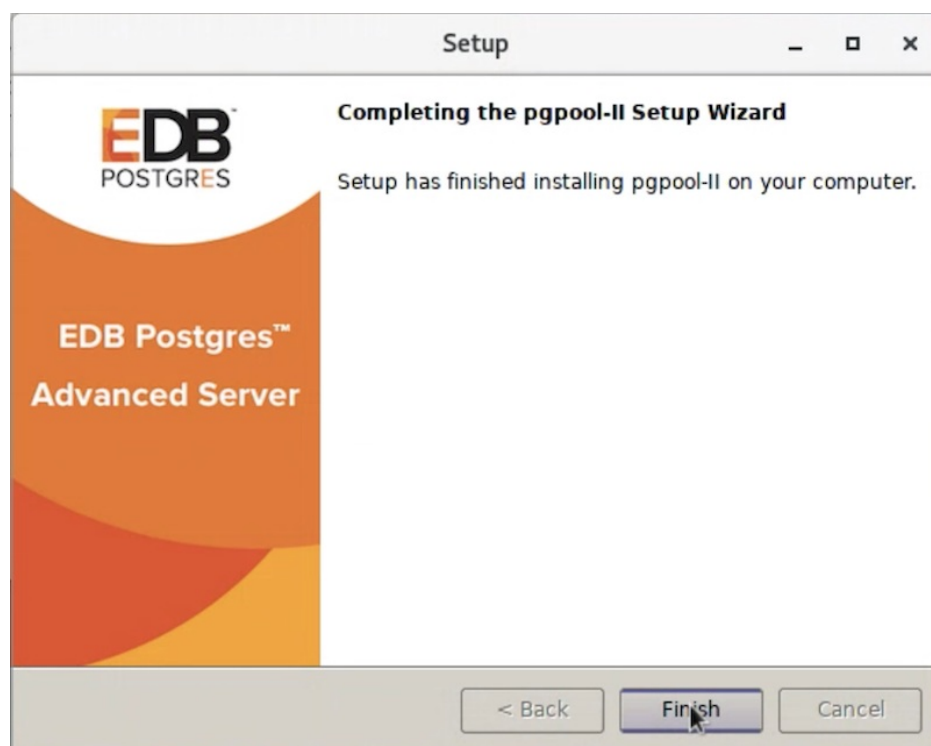 Setup
EDB™
POSTGRES
EDB Postgres™
Advanced Server
Completing the pgpool-II Setup Wizard
Setup has finished installing pgpool-II on your computer.
< Back
Finish
Cancel